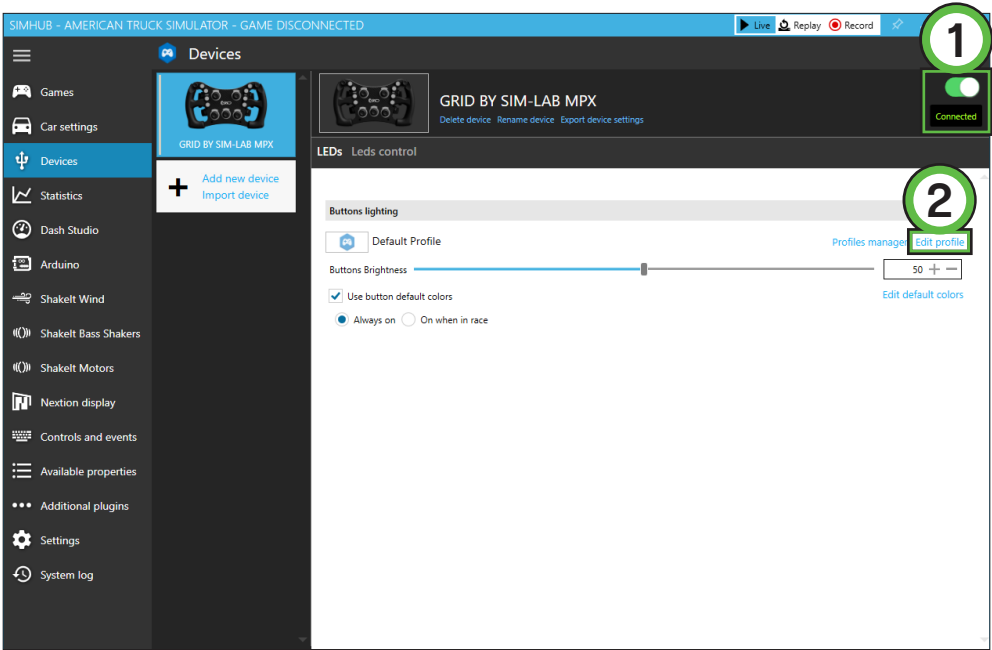 SIMHUB - AMERICAN TRUCK SIMULATOR - GAME DISCONNECTED
Live Replay Record
1
Devices
Games
Car settings
Devices
Statistics
Dash Studio
Arduino
ShakeIt Wind
ShakeIt Bass Shakers
ShakeIt Motors
Nextion display
Controls and events
Available properties
Additional plugins
Settings
System log
GRID BY SIM-LAB MPX
Add new device
Import device
GRID BY SIM-LAB MPX
Delete device Rename device Export device settings
Connected
LEDs Leds control
2
Buttons lighting
Default Profile
Profiles manager Edit profile
Buttons Brightness 50
Use button default colors
Edit default colors
Always on On when in race